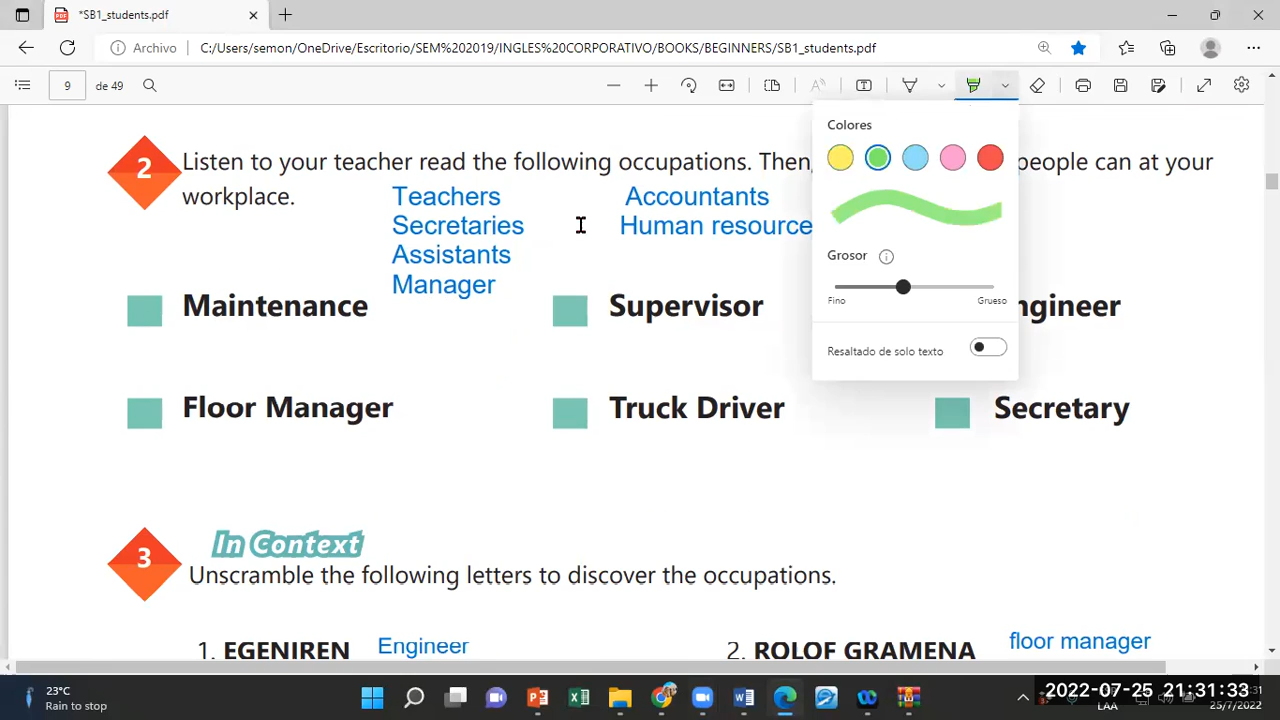 *SB1_students.pdf
Archivo C:/Users/semon/OneDrive/Escritorio/SEM%202019/INGLES%20CORPORATIVO/BOOKS/BEGINNERS/SB1_students.pdf
9 de 49
Colores
Grosor
Fino Grueso
Resaltado de solo texto
2 Listen to your teacher read the following occupations. Then, people can at your
workplace.
Teachers Accountants
Secretaries Human resource
Assistants
Manager
Maintenance Supervisor ngineer
Floor Manager Truck Driver Secretary
3 In Context
Unscramble the following letters to discover the occupations.
1. EGENIREN Engineer 2. ROLOF GRAMENA floor manager
23°C
Rain to stop
2022-07-25 21:31:33
LAA 25/7/2022